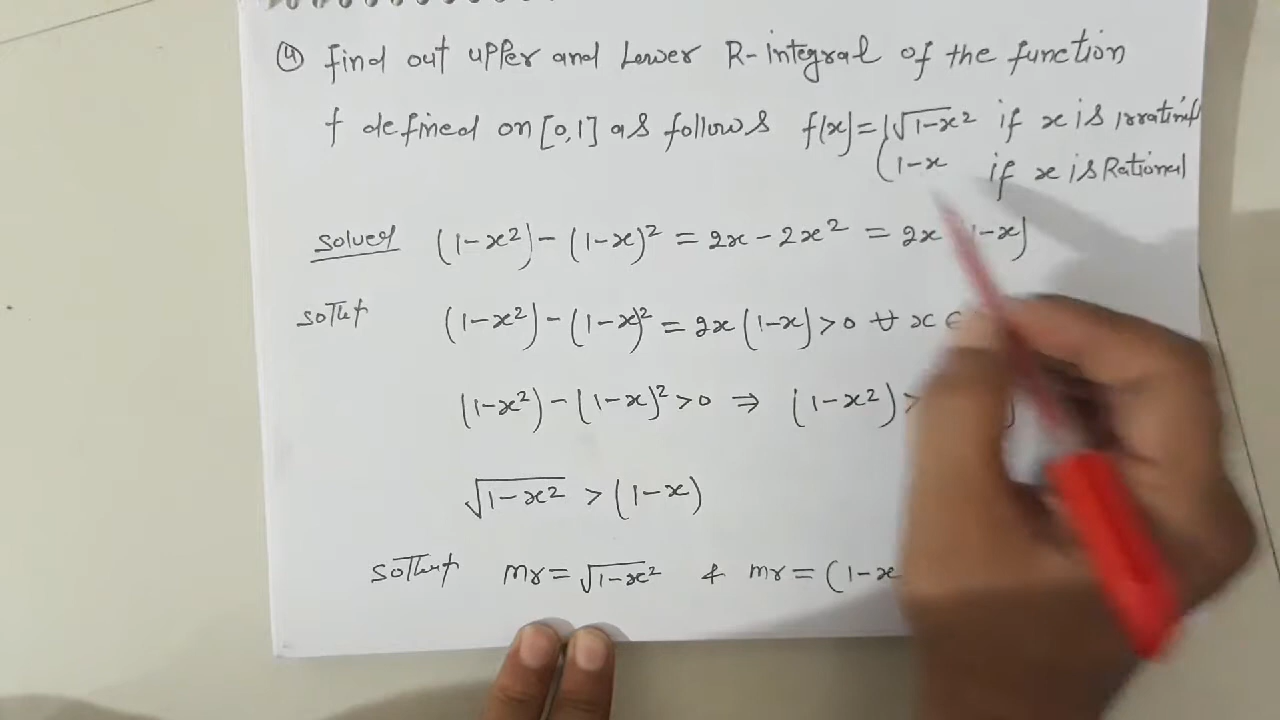 ④ find out upper and Lower R-integral of the function
f defined on [0,1] as follows f(x) = { √1-x² if x is Irrational
1-x if x is Rational
solved (1-x²) - (1-x)² = 2x - 2x² = 2x -x)
so That (1-x²) - (1-x)² = 2x(1-x) > 0 ∀ x ∈
(1-x²) - (1-x)² > 0 ⇒ (1-x²) >
√1-x² > (1-x)
so That mr = √1-x² & mr = (1-x